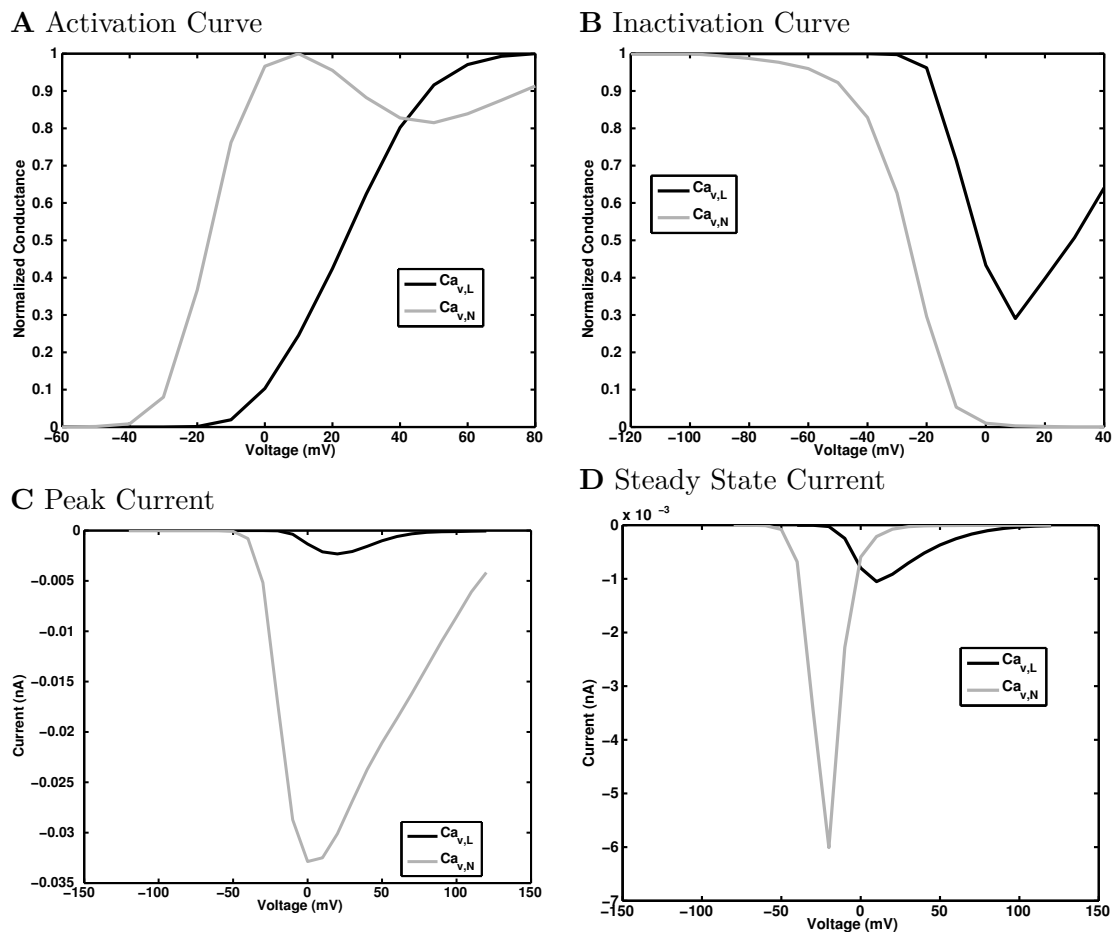 A Activation Curve
1
0.9
0.8
0.7
0.6
0.5
0.4
0.3
0.2
0.1
0
Normalized Conductance
−60 −40 −20 0 20 40 60 80
Voltage (mV)
Cav,L
Cav,N
B Inactivation Curve
1
0.9
0.8
0.7
0.6
0.5
0.4
0.3
0.2
0.1
0
Normalized Conductance
−120 −100 −80 −60 −40 −20 0 20 40
Voltage (mV)
Cav,L
Cav,N
C Peak Current
0
−0.005
−0.01
−0.015
−0.02
−0.025
−0.03
−0.035
Current (nA)
−150 −100 −50 0 50 100 150
Voltage (mV)
Cav,L
Cav,N
D Steady State Current
x 10 −3
0
−1
−2
−3
−4
−5
−6
−7
Current (nA)
−150 −100 −50 0 50 100 150
Voltage (mV)
Cav,L
Cav,N